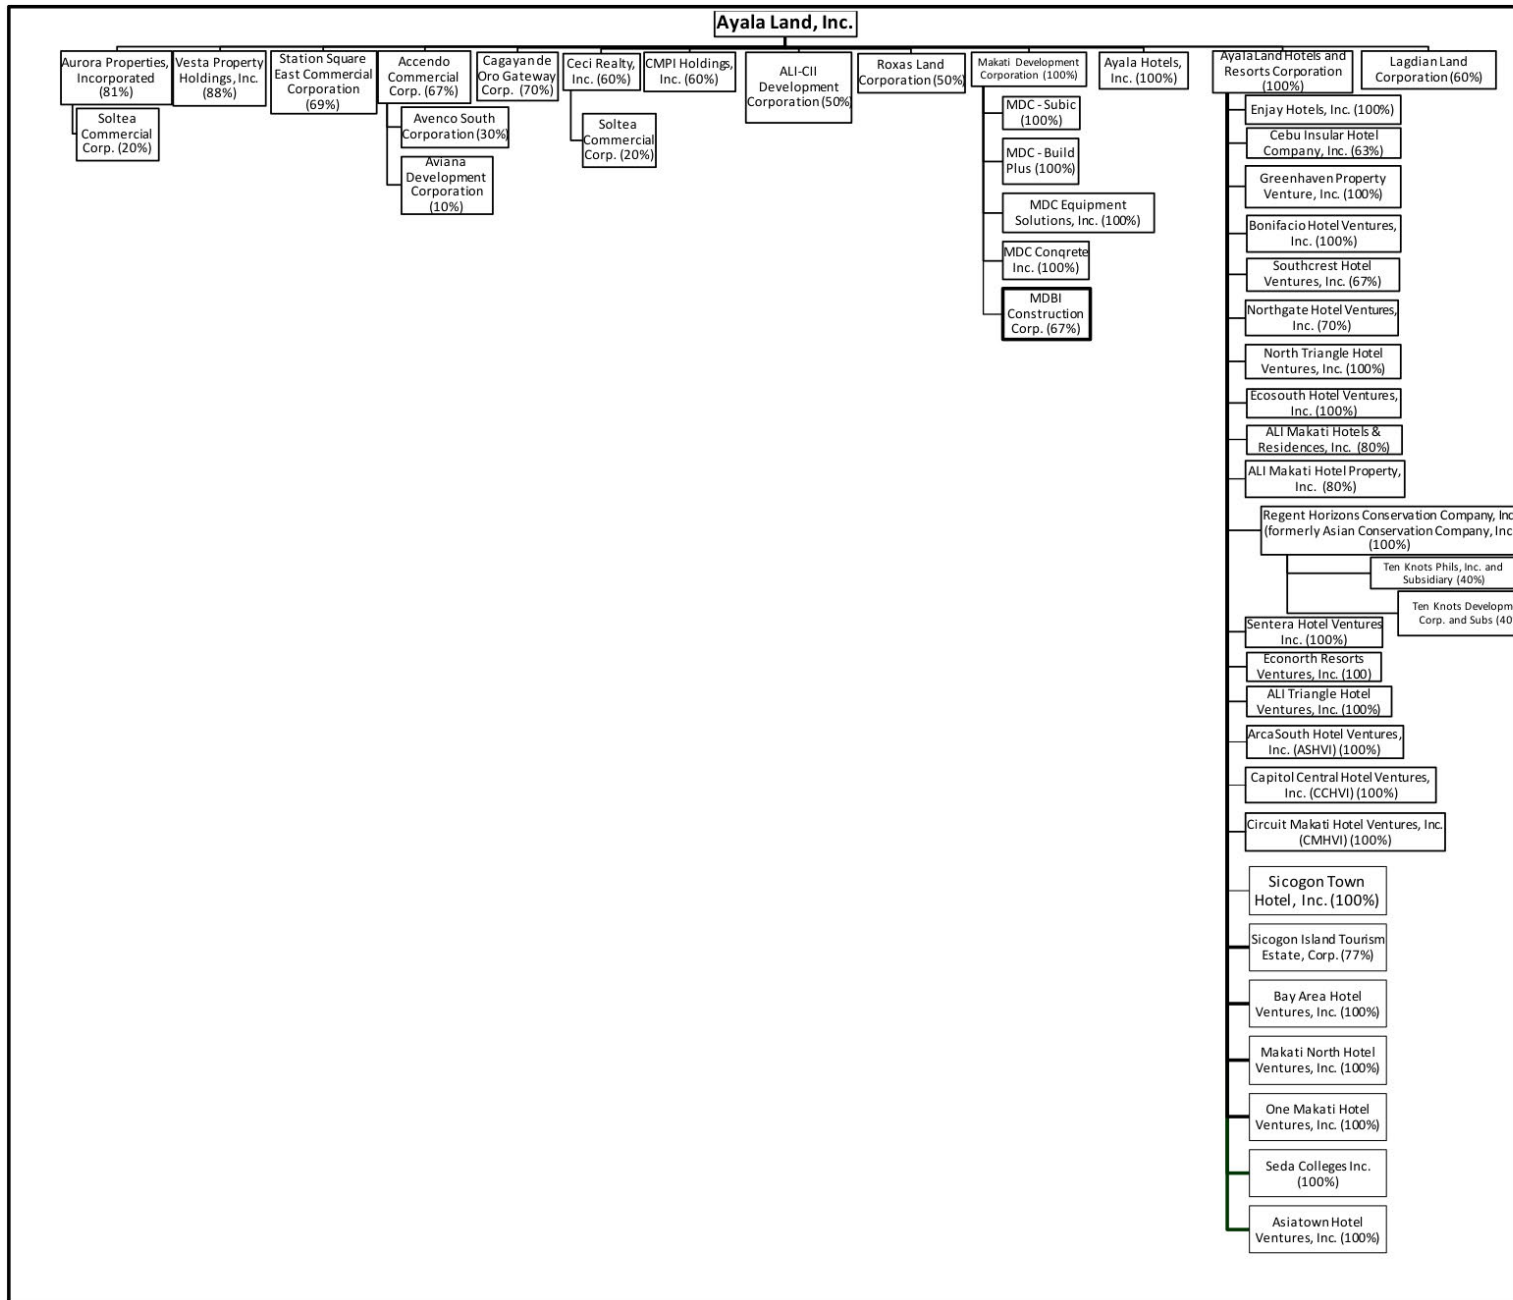 Ayala Land, Inc.
Aurora Properties,
Incorporated
(81%)
Soltea
Commercial
Corp. (20%)
Vesta Property
Holdings, Inc.
(88%)
Station Square
East Commercial
Corporation
(69%)
Accendo
Commercial
Corp. (67%)
Avenco South
Corporation (30%)
Aviana
Development
Corporation
(10%)
Cagayan de
Oro Gateway
Corp. (70%)
Ceci Realty, Inc.
(60%)
Soltea
Commercial
Corp. (20%)
CMPI Holdings,
Inc. (60%)
ALI-CII
Development
Corporation (50%)
Roxas Land
Corporation (50%)
Makati Development
Corporation (100%)
MDC - Subic
(100%)
MDC - Build
Plus (100%)
MDC Equipment
Solutions, Inc. (100%)
MDC Conqrete
Inc. (100%)
MDBI
Construction
Corp. (67%)
Ayala Hotels,
Inc. (100%)
AyalaLand Hotels and
Resorts Corporation
(100%)
Enjay Hotels, Inc. (100%)
Cebu Insular Hotel
Company, Inc. (63%)
Greenhaven Property
Venture, Inc. (100%)
Bonifacio Hotel Ventures,
Inc. (100%)
Southcrest Hotel
Ventures, Inc. (67%)
Northgate Hotel Ventures,
Inc. (70%)
North Triangle Hotel
Ventures, Inc. (100%)
Ecosouth Hotel Ventures,
Inc. (100%)
ALI Makati Hotels &
Residences, Inc. (80%)
ALI Makati Hotel Property,
Inc. (80%)
Regent Horizons Conservation Company, Inc
(formerly Asian Conservation Company, Inc
(100%)
Ten Knots Phils, Inc. and
Subsidiary (40%)
Ten Knots Developm
Corp. and Subs (40
Sentera Hotel Ventures
Inc. (100%)
Econorth Resorts
Ventures, Inc. (100)
ALI Triangle Hotel
Ventures, Inc. (100%)
ArcaSouth Hotel Ventures,
Inc. (ASHVI) (100%)
Capitol Central Hotel Ventures,
Inc. (CCHVI) (100%)
Circuit Makati Hotel Ventures, Inc.
(CMHVI) (100%)
Sicogon Town
Hotel, Inc. (100%)
Sicogon Island Tourism
Estate, Corp. (77%)
Bay Area Hotel
Ventures, Inc. (100%)
Makati North Hotel
Ventures, Inc. (100%)
One Makati Hotel
Ventures, Inc. (100%)
Seda Colleges Inc.
(100%)
Asiatown Hotel
Ventures, Inc. (100%)
Lagdian Land
Corporation (60%)